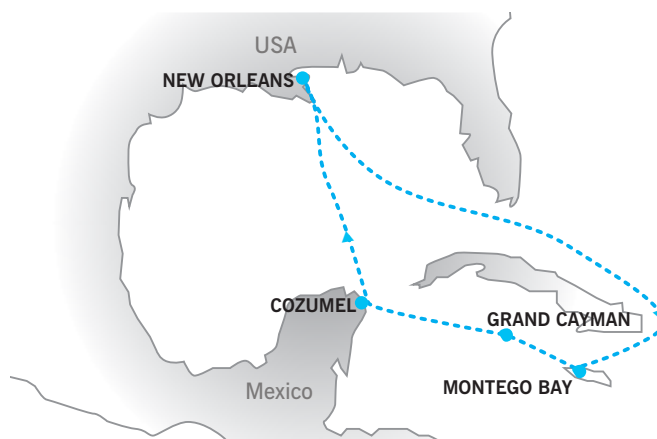 USA
NEW ORLEANS
COZUMEL
GRAND CAYMAN
MONTEGO BAY
Mexico